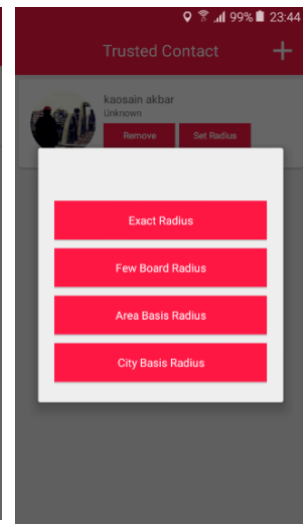 99% 23:44
Trusted Contact +
kaosain akbar
Unknown
Remove Set Radius
Exact Radius
Few Board Radius
Area Basis Radius
City Basis Radius